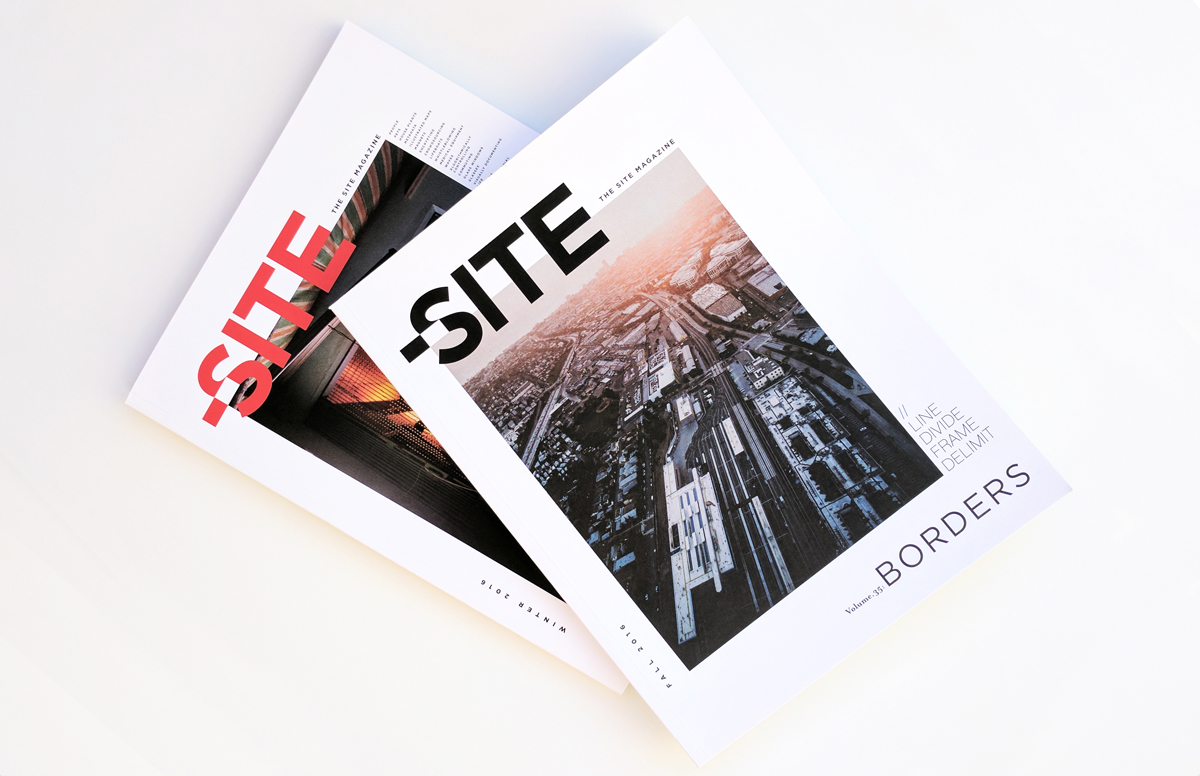 SITE
THE SITE MAGAZINE
//
LINE
DIVIDE
FRAME
DELIMIT
Volume.35 BORDERS
FALL 2016
SITE
THE SITE MAGAZINE
WINTER 2016